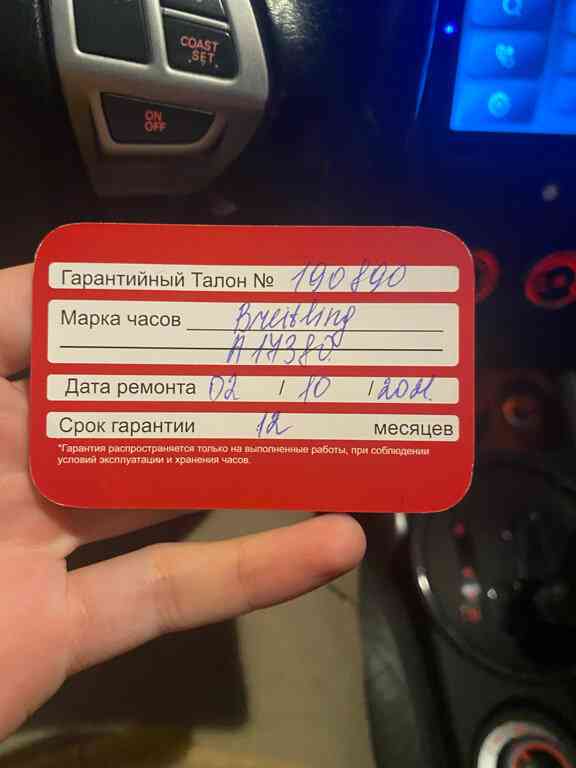 COAST
SET
ON
OFF
Гарантийный Талон № 190890
Марка часов Breitling
A17380
Дата ремонта 02 / 10 / 2021
Срок гарантии 12 месяцев
*Гарантия распространяется только на выполненные работы, при соблюдении
условий эксплуатации и хранения часов.